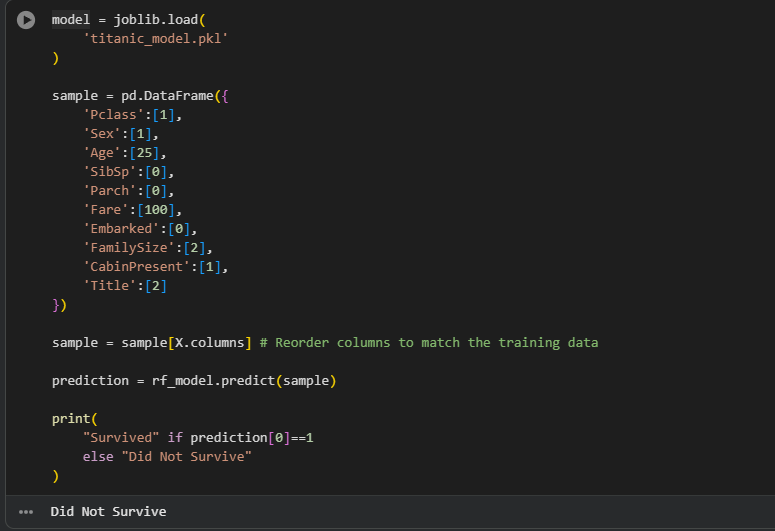 model = joblib.load(
    'titanic_model.pkl'
)
sample = pd.DataFrame({
    'Pclass':[1],
    'Sex':[1],
    'Age':[25],
    'SibSp':[0],
    'Parch':[0],
    'Fare':[100],
    'Embarked':[0],
    'FamilySize':[2],
    'CabinPresent':[1],
    'Title':[2]
})
sample = sample[X.columns] # Reorder columns to match the training data
prediction = rf_model.predict(sample)
print(
    "Survived" if prediction[0]==1
    else "Did Not Survive"
)
Did Not Survive